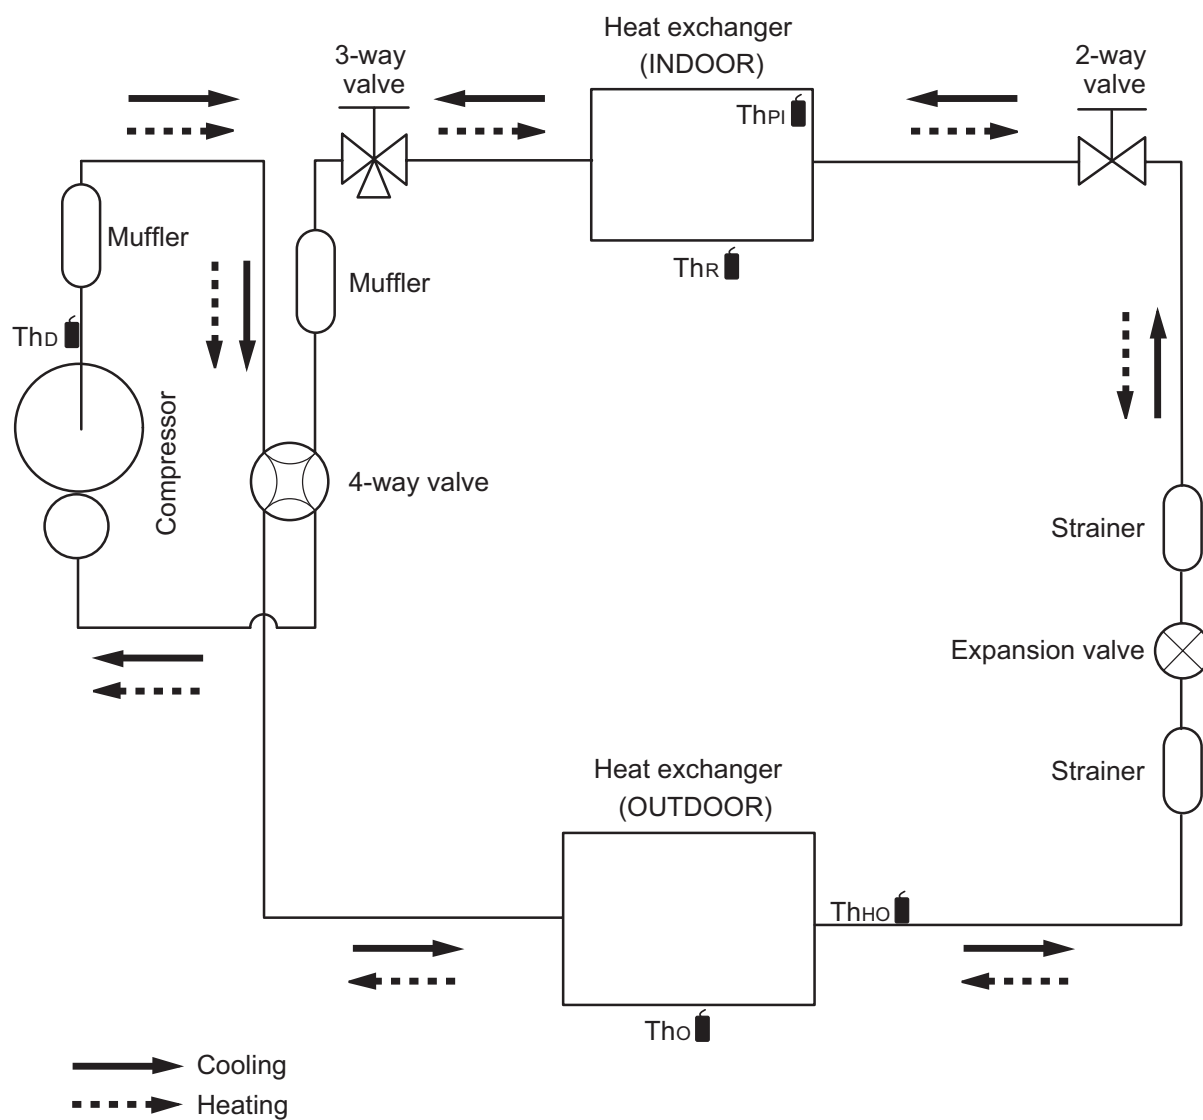 Heat exchanger
(INDOOR)
3-way
valve
2-way
valve
ThPI
Muffler
ThR
Muffler
ThD
Compressor
4-way valve
Strainer
Expansion valve
Strainer
Heat exchanger
(OUTDOOR)
ThHO
ThO
Cooling
Heating